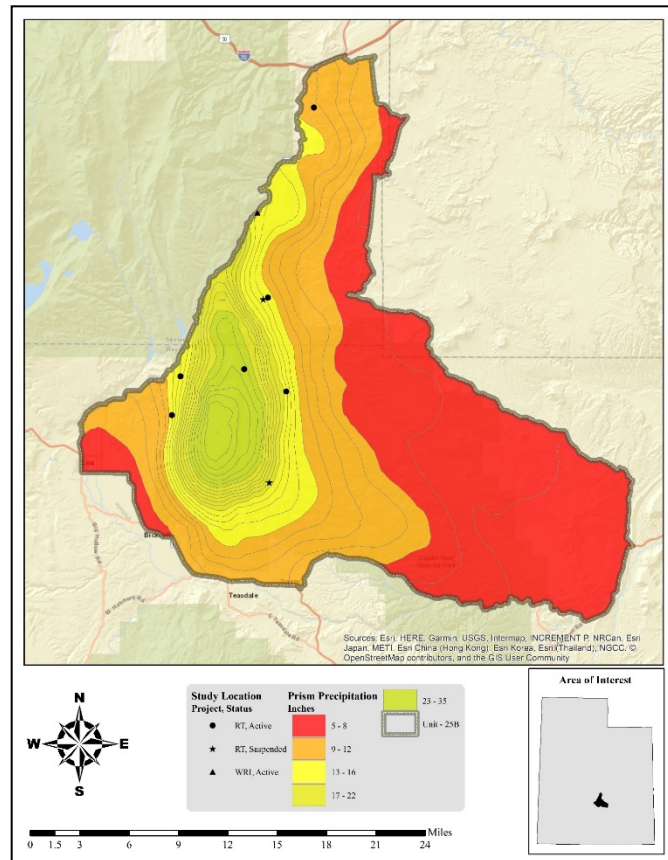 70
Teasdale
Sources: Esri, HERE, Garmin, USGS, Intermap, INCREMENT P, NRCan, Esri
Japan, METI, Esri China (Hong Kong), Esri Korea, Esri (Thailand), NGCC, ©
OpenStreetMap contributors, and the GIS User Community
N
W E
S
Study Location
Project, Status
RT, Active
RT, Suspended
WRI, Active
Prism Precipitation
Inches
5 - 8
9 - 12
13 - 16
17 - 22
23 - 35
Unit - 25B
Area of Interest
0 1.5 3 6 9 12 15 18 21 24 Miles